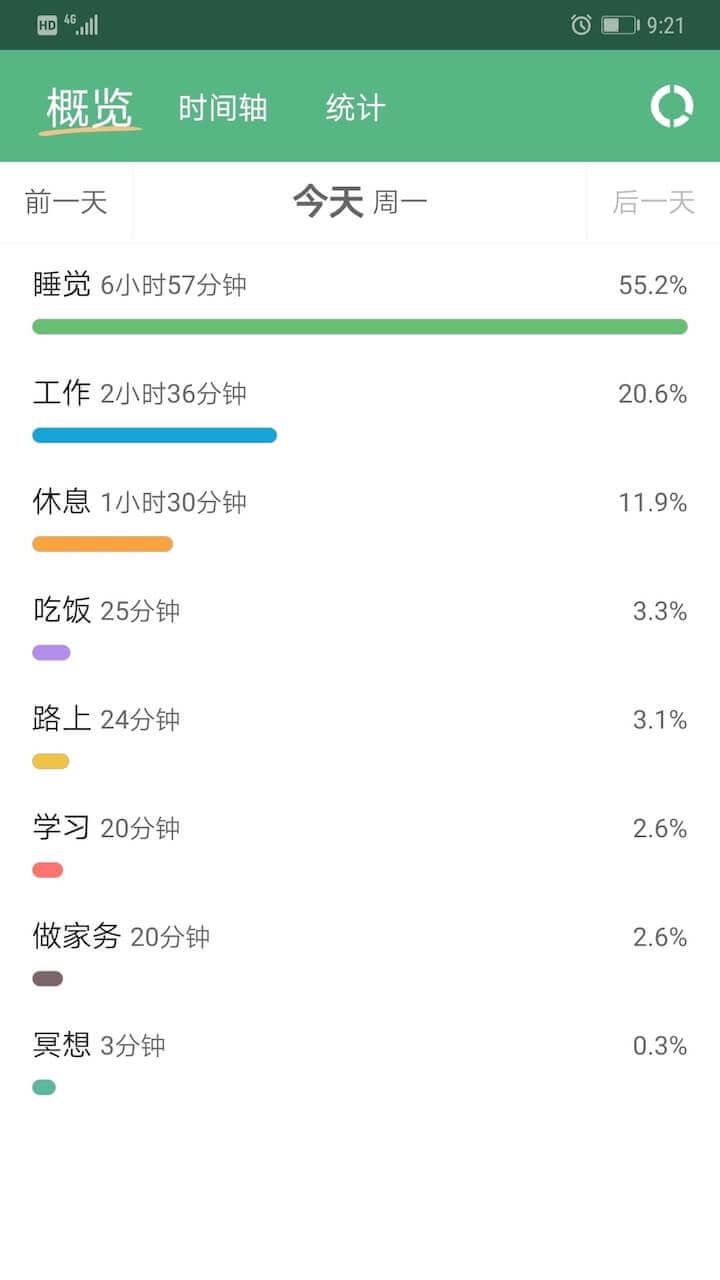 HD 4G 9:21
概览 时间轴 统计
前一天 今天 周一 后一天
睡觉 6小时57分钟 55.2%
工作 2小时36分钟 20.6%
休息 1小时30分钟 11.9%
吃饭 25分钟 3.3%
路上 24分钟 3.1%
学习 20分钟 2.6%
做家务 20分钟 2.6%
冥想 3分钟 0.3%